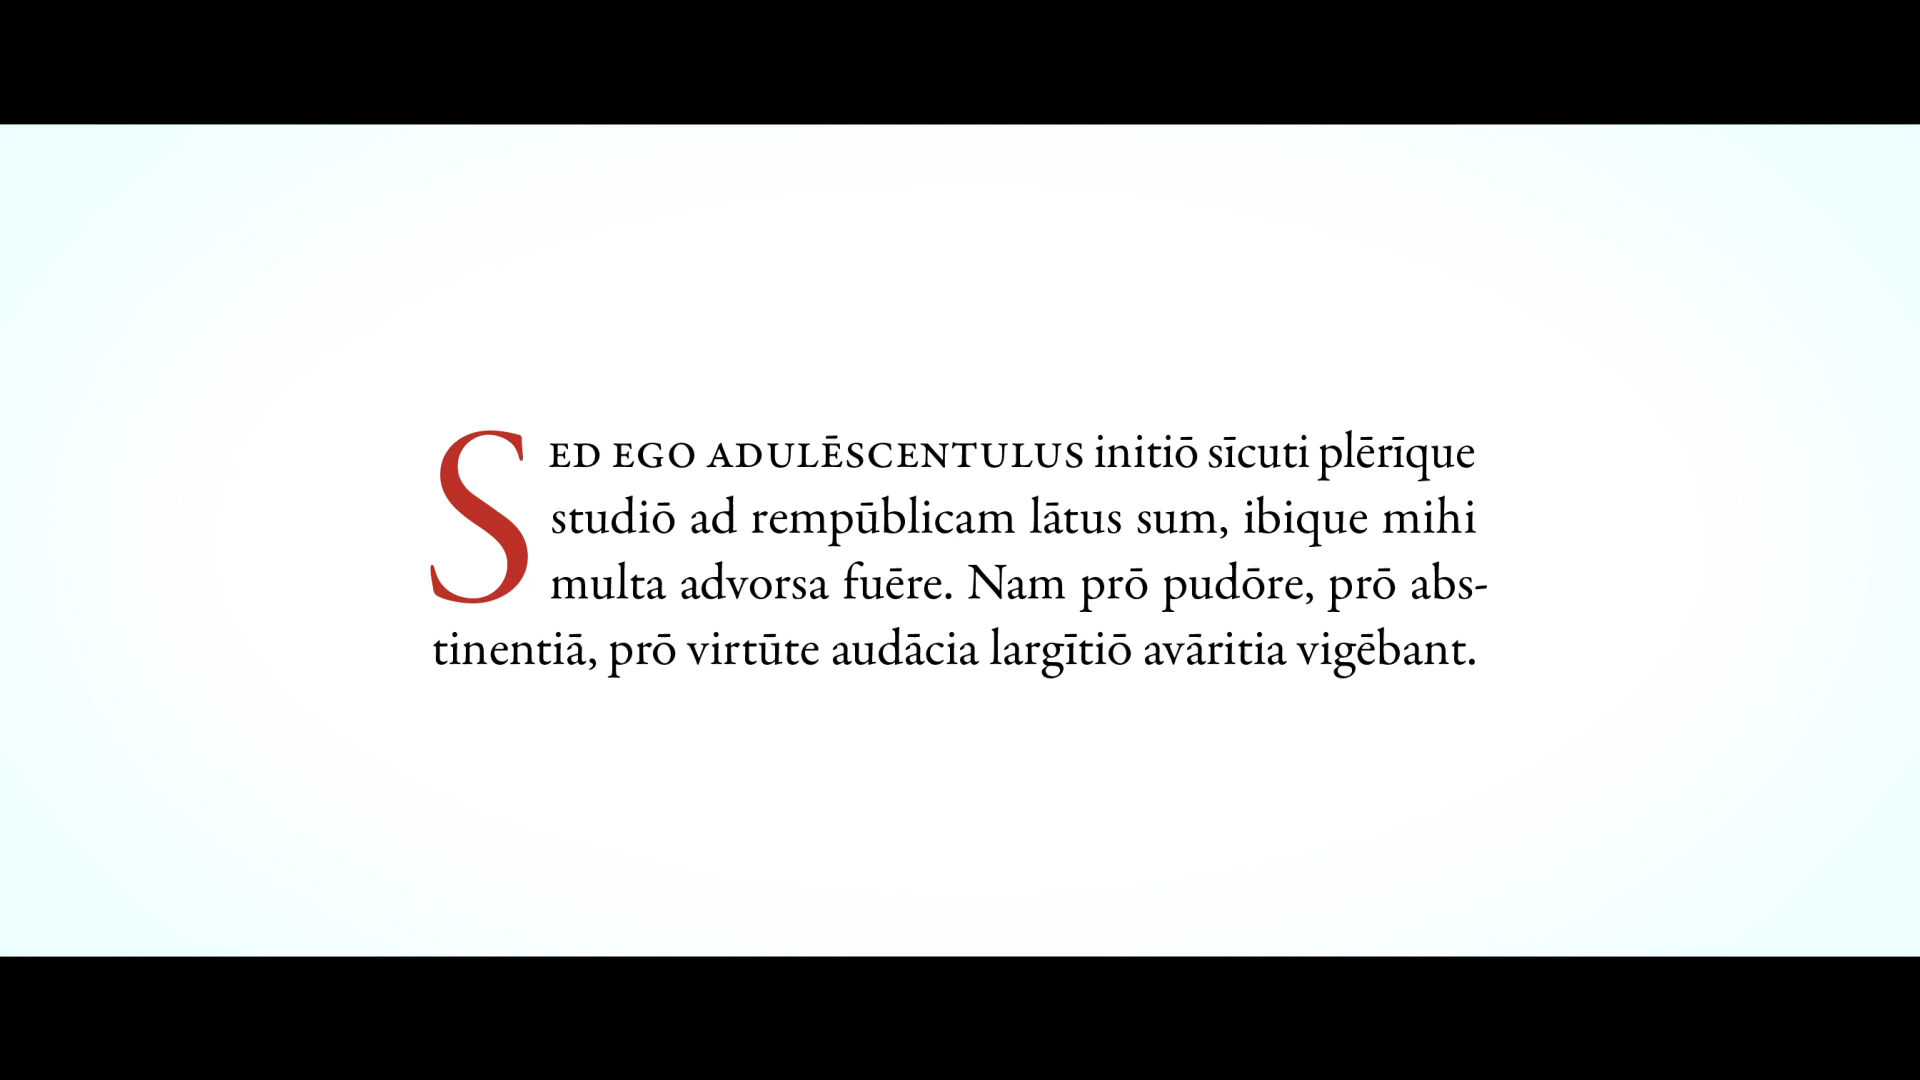 SED EGO ADULĒSCENTULUS initiō sīcuti plērīque
studiō ad rempūblicam lātus sum, ibique mihi
multa advorsa fuēre. Nam prō pudōre, prō abs-
tinentiā, prō virtūte audācia largītiō avāritia vigēbant.